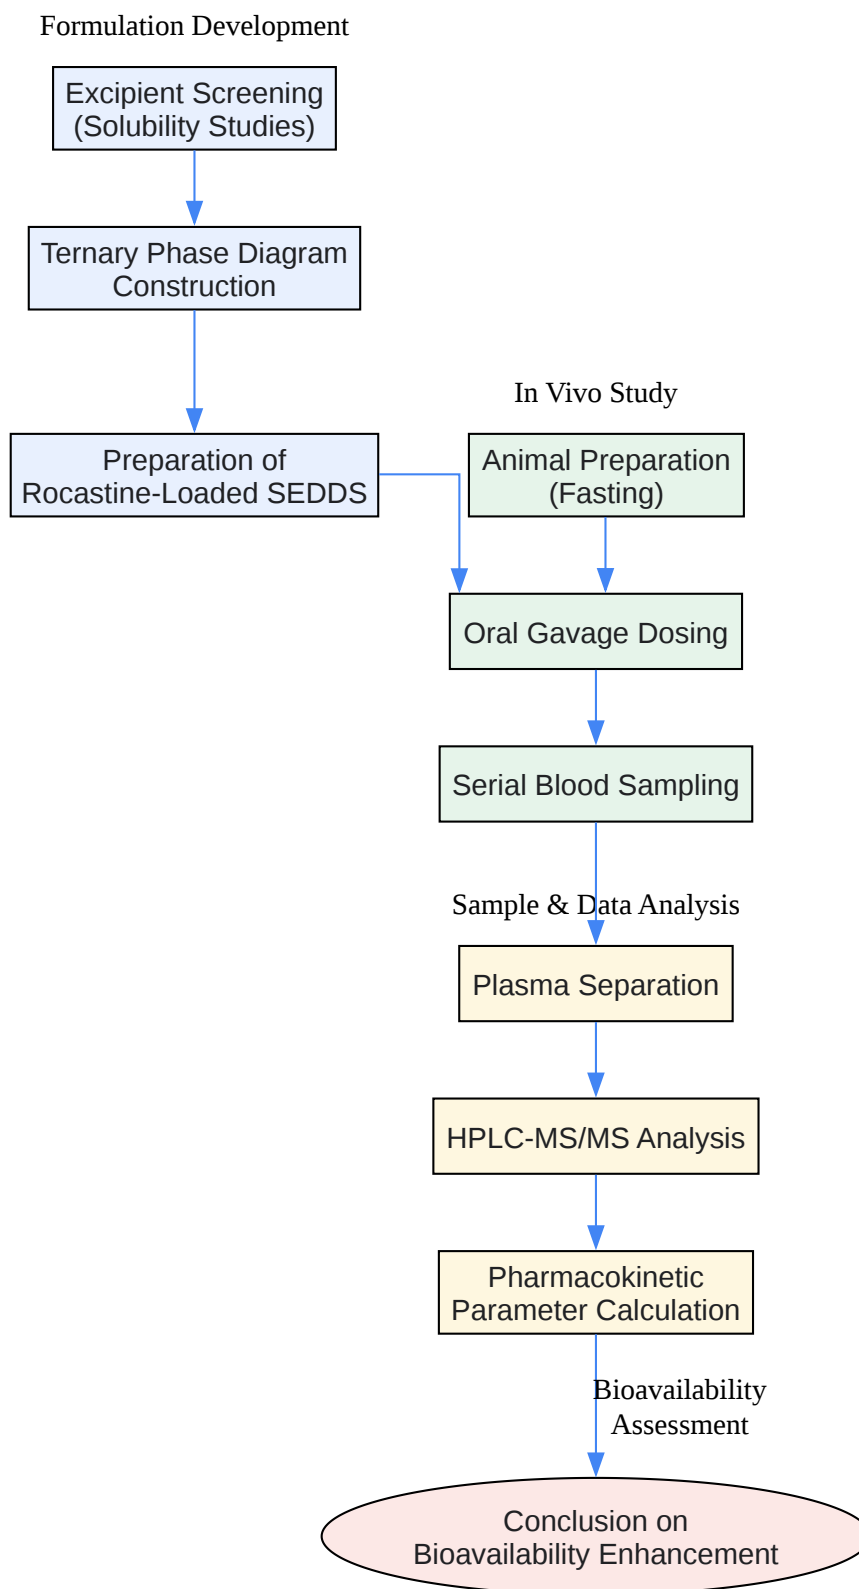 Formulation Development
Excipient Screening
(Solubility Studies)
Ternary Phase Diagram
Construction
Preparation of
Rocastine-Loaded SEDDS
In Vivo Study
Animal Preparation
(Fasting)
Oral Gavage Dosing
Serial Blood Sampling
Sample & Data Analysis
Plasma Separation
HPLC-MS/MS Analysis
Pharmacokinetic
Parameter Calculation
Bioavailability
Assessment
Conclusion on
Bioavailability Enhancement